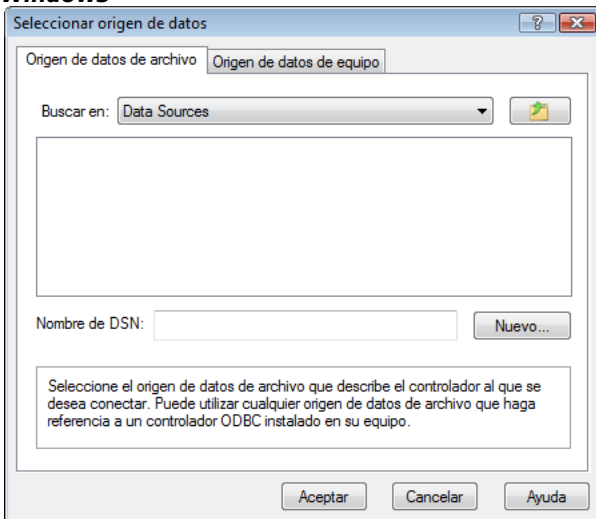 Windows
Seleccionar origen de datos
Origen de datos de archivo
Origen de datos de equipo
Buscar en: Data Sources
Nombre de DSN:
Nuevo...
Seleccione el origen de datos de archivo que describe el controlador al que se
desea conectar. Puede utilizar cualquier origen de datos de archivo que haga
referencia a un controlador ODBC instalado en su equipo.
Aceptar
Cancelar
Ayuda